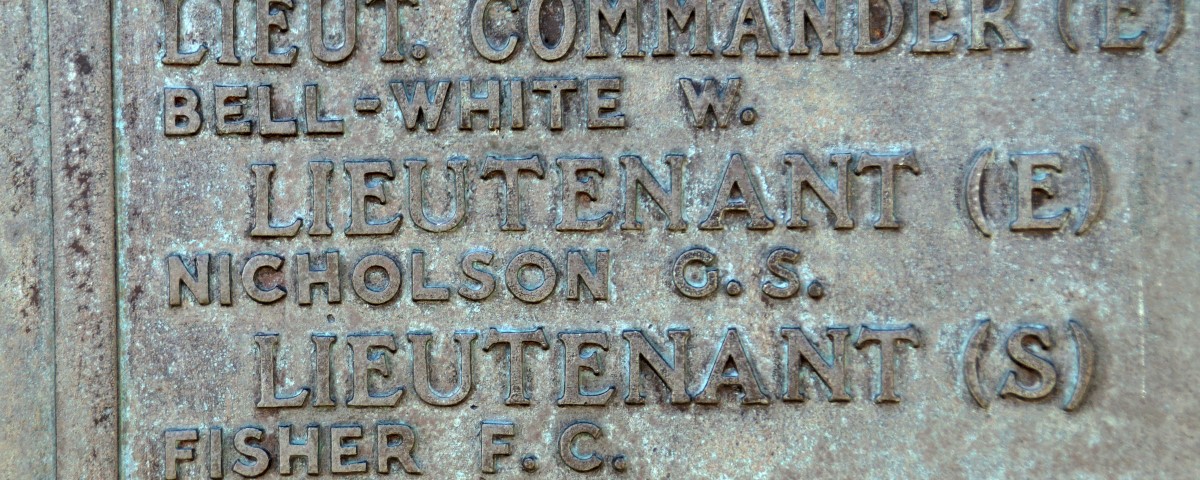 LIEUT. COMMANDER (E)
BELL-WHITE W.
LIEUTENANT (E)
NICHOLSON G.S.
LIEUTENANT (S)
FISHER F.C.